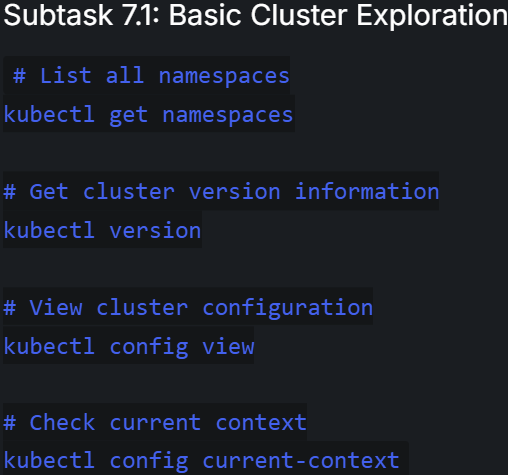 Subtask 7.1: Basic Cluster Exploration
# List all namespaces
kubectl get namespaces
# Get cluster version information
kubectl version
# View cluster configuration
kubectl config view
# Check current context
kubectl config current-context